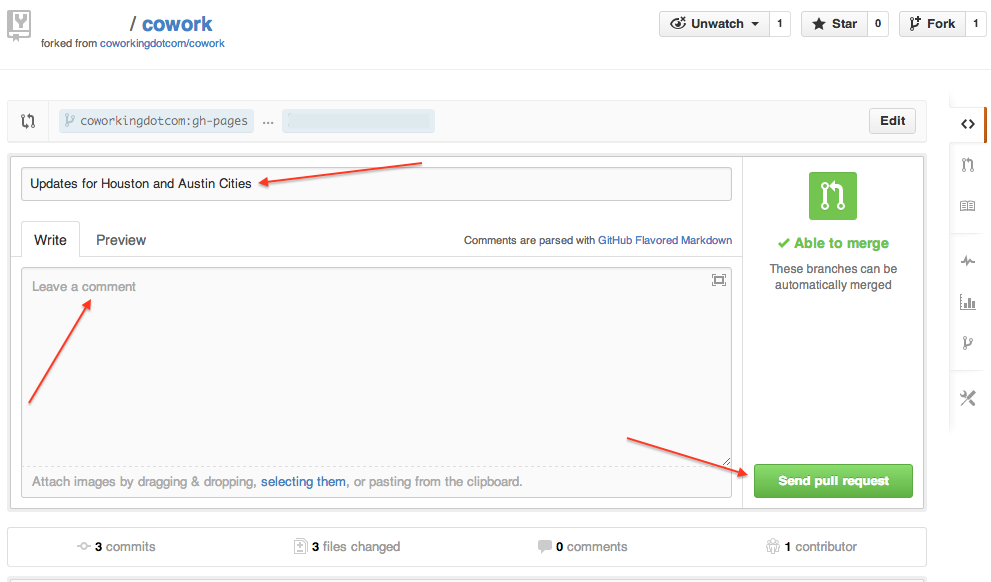 / cowork
Unwatch 1 Star 0 Fork 1
forked from coworkingdotcom/cowork
coworkingdotcom:gh-pages ... Edit
Updates for Houston and Austin Cities
Write Preview Comments are parsed with GitHub Flavored Markdown
Able to merge
These branches can be
automatically merged
Leave a comment
Attach images by dragging & dropping, selecting them, or pasting from the clipboard.
Send pull request
3 commits 3 files changed 0 comments 1 contributor